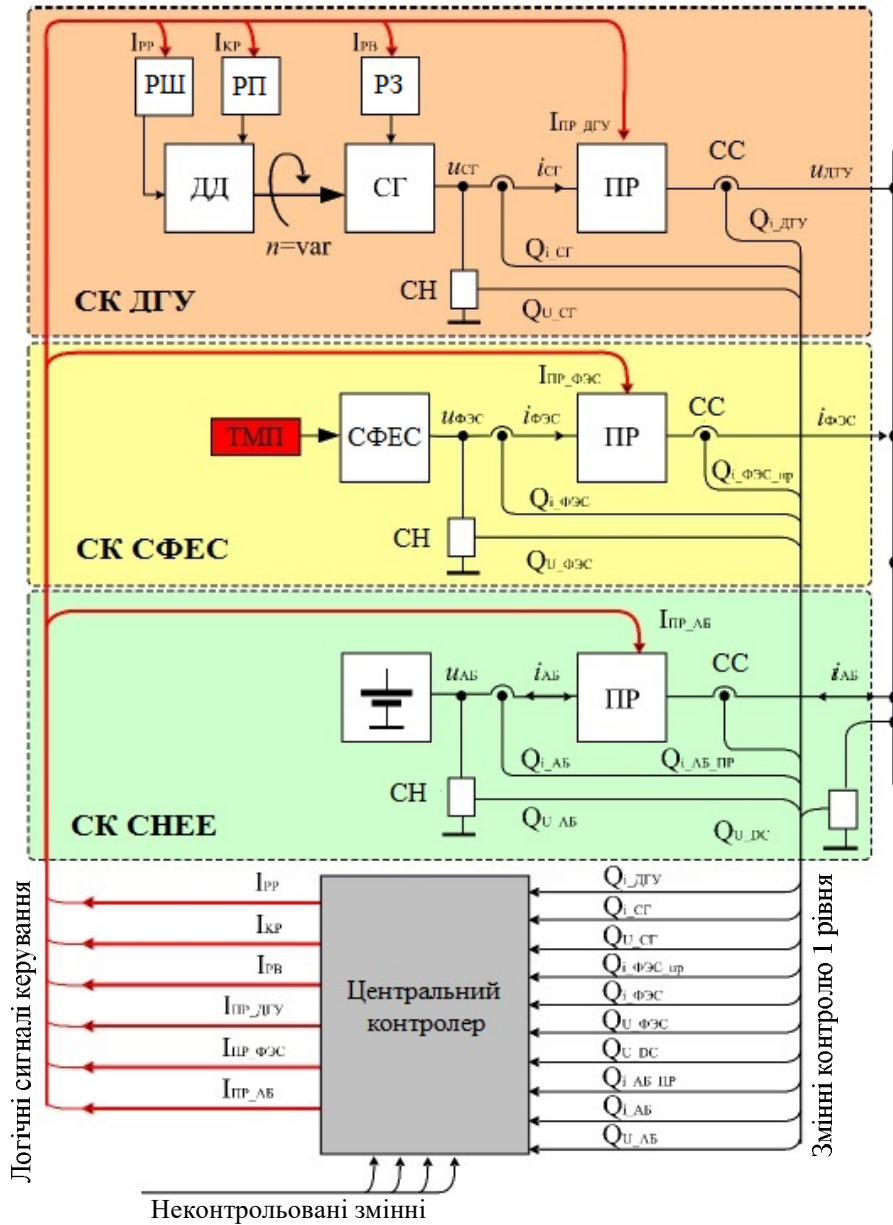 Iрр Iкр Iрв
РШ РП РЗ
Iпр_дгу
ДД СГ uсг iсг ПР СС uдгу
n=var
Qi_дгу
Qi_сг
СН
Qu_сг
СК ДГУ
Iпр_фэс
ТМП СФЕС uфэс iфэс ПР СС iфэс
Qi_фэс_пр
Qi_фэс
СН
Qu_фэс
СК СФЕС
Iпр_аб
uаб iаб ПР СС iаб
Qi_аб Qi_аб_пр
СН
Qu_аб
Qu_dc
СК СНЕЕ
Логічні сигналі керування
Iрр
Iкр
Iрв
Iпр_дгу
Iпр_фэс
Iпр_аб
Центральний
контролер
Qi_дгу
Qi_сг
Qu_сг
Qi_фэс_пр
Qi_фэс
Qu_фэс
Qu_dc
Qi_аб_пр
Qi_аб
Qu_аб
Змінні контролю 1 рівня
Неконтрольовані змінні